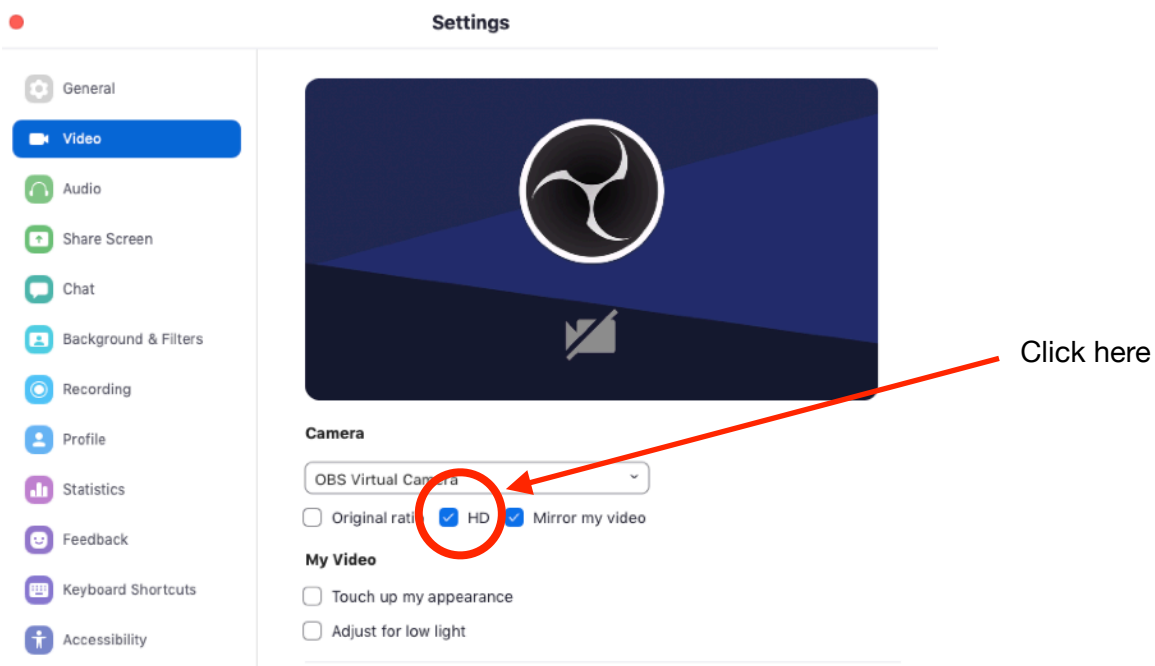 Settings
General
Video
Audio
Share Screen
Chat
Background & Filters
Recording
Profile
Statistics
Feedback
Keyboard Shortcuts
Accessibility
Click here
Camera
OBS Virtual Camera
Original ratio HD Mirror my video
My Video
Touch up my appearance
Adjust for low light